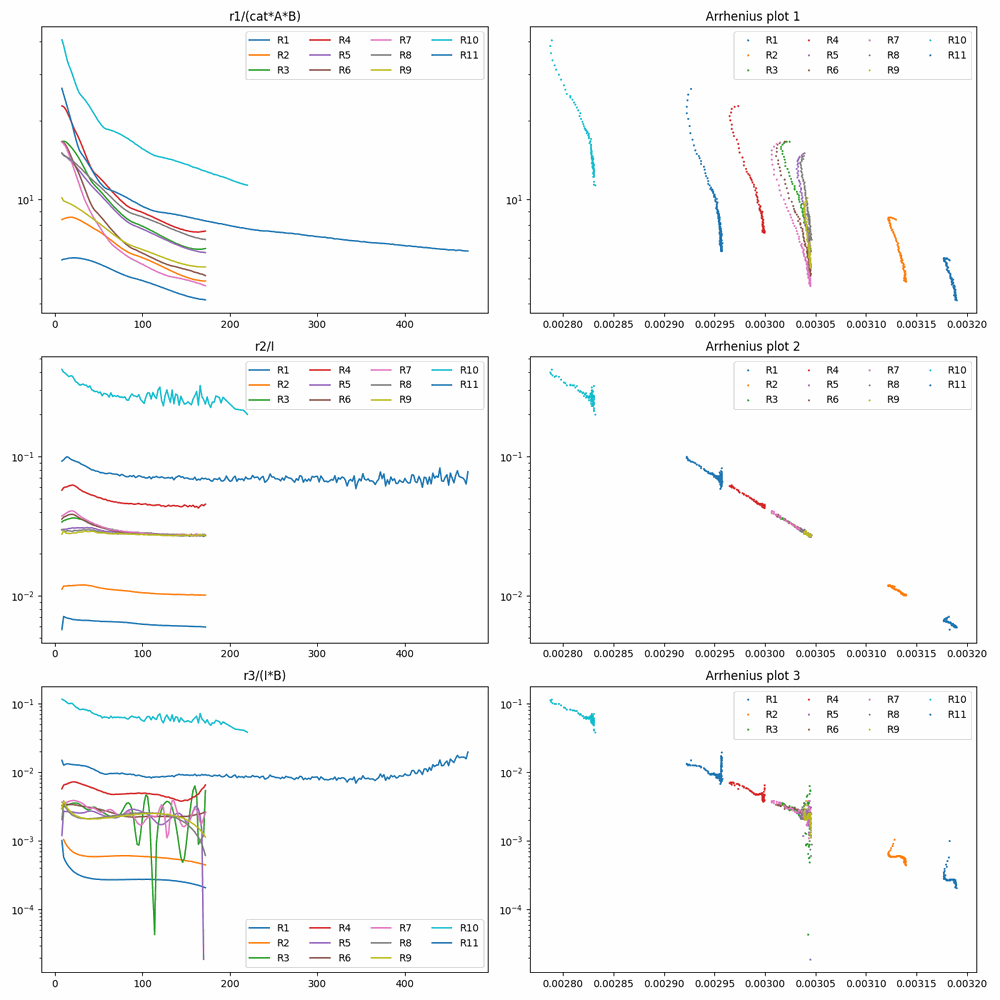 r1/(cat*A*B)
R1 R4 R7 R10
R2 R5 R8 R11
R3 R6 R9
10¹
0 100 200 300 400
Arrhenius plot 1
R1 R4 R7 R10
R2 R5 R8 R11
R3 R6 R9
10¹
0.00280 0.00285 0.00290 0.00295 0.00300 0.00305 0.00310 0.00315 0.00320
r2/I
R1 R4 R7 R10
R2 R5 R8 R11
R3 R6 R9
10⁻¹
10⁻²
0 100 200 300 400
Arrhenius plot 2
R1 R4 R7 R10
R2 R5 R8 R11
R3 R6 R9
10⁻¹
10⁻²
0.00280 0.00285 0.00290 0.00295 0.00300 0.00305 0.00310 0.00315 0.00320
r3/(I*B)
10⁻¹
10⁻²
10⁻³
10⁻⁴
R1 R4 R7 R10
R2 R5 R8 R11
R3 R6 R9
0 100 200 300 400
Arrhenius plot 3
R1 R4 R7 R10
R2 R5 R8 R11
R3 R6 R9
10⁻¹
10⁻²
10⁻³
10⁻⁴
0.00280 0.00285 0.00290 0.00295 0.00300 0.00305 0.00310 0.00315 0.00320